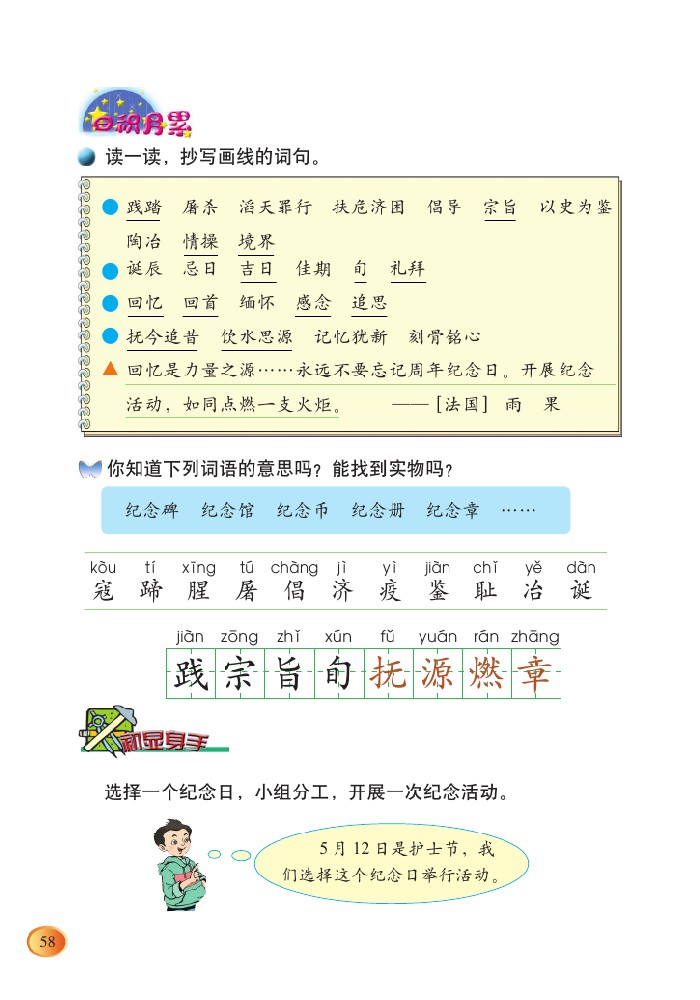 日积月累
读一读，抄写画线的词句。
践踏 屠杀 滔天罪行 扶危济困 倡导 宗旨 以史为鉴
陶冶 情操 境界
诞辰 忌日 吉日 佳期 旬 礼拜
回忆 回首 缅怀 感念 追思
抚今追昔 饮水思源 记忆犹新 刻骨铭心
回忆是力量之源……永远不要忘记周年纪念日。开展纪念
活动，如同点燃一支火炬。 ——［法国］ 雨 果
你知道下列词语的意思吗？能找到实物吗？
纪念碑 纪念馆 纪念币 纪念册 纪念章 ……
kòu tí xīng tú chàng jì yì jiàn chǐ yě dàn
寇 蹄 腥 屠 倡 济 疫 鉴 耻 冶 诞
jiàn zōng zhǐ xún fǔ yuán rán zhāng
践 宗 旨 旬 抚 源 燃 章
初显身手
选择一个纪念日，小组分工，开展一次纪念活动。
5 月 12 日是护士节，我
们选择这个纪念日举行活动。
58